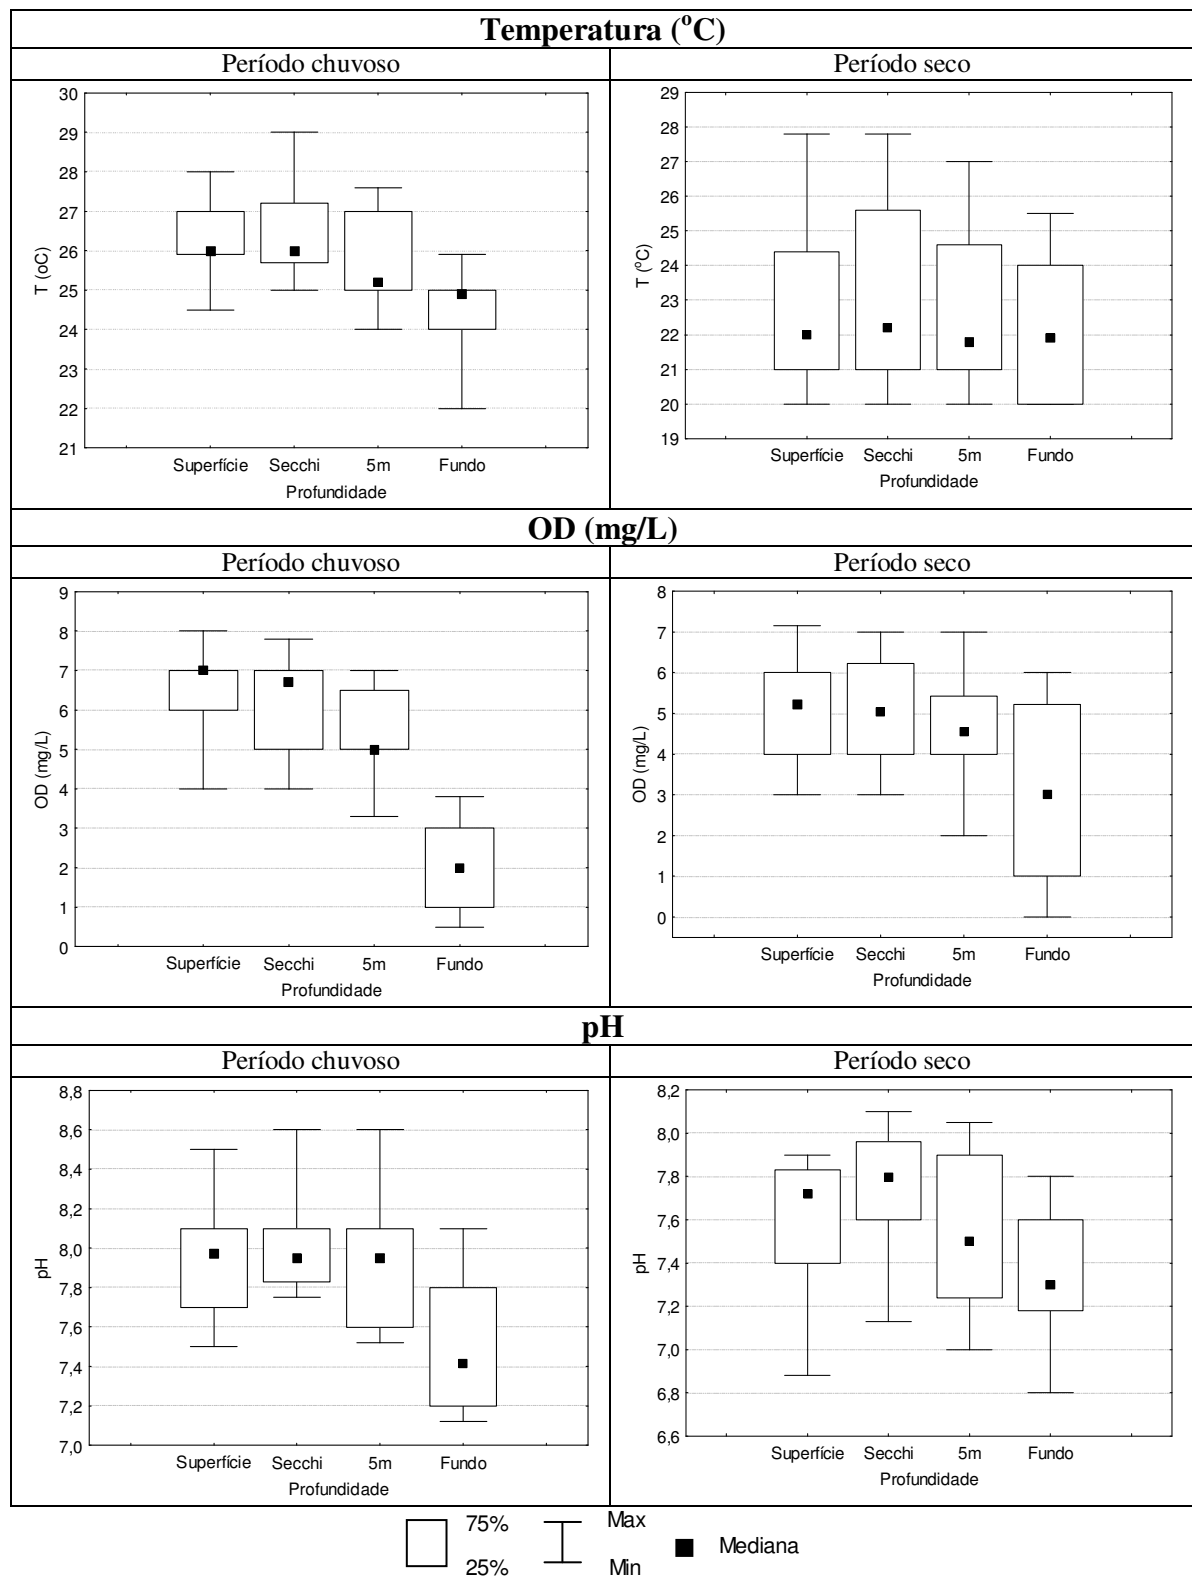 Temperatura (°C)
Período chuvoso
Período seco
30
29
28
27
26
25
24
23
22
21
T (oC)
Superfície Secchi 5m Fundo
Profundidade
29
28
27
26
25
24
23
22
21
20
19
T (°C)
Superfície Secchi 5m Fundo
Profundidade
OD (mg/L)
Período chuvoso
Período seco
9
8
7
6
5
4
3
2
1
0
OD (mg/L)
Superfície Secchi 5m Fundo
Profundidade
8
7
6
5
4
3
2
1
0
OD (mg/L)
Superfície Secchi 5m Fundo
Profundidade
pH
Período chuvoso
Período seco
8,8
8,6
8,4
8,2
8,0
7,8
7,6
7,4
7,2
7,0
pH
Superfície Secchi 5m Fundo
Profundidade
8,2
8,0
7,8
7,6
7,4
7,2
7,0
6,8
6,6
pH
Superfície Secchi 5m Fundo
Profundidade
75%
25%
Max
Min
Mediana